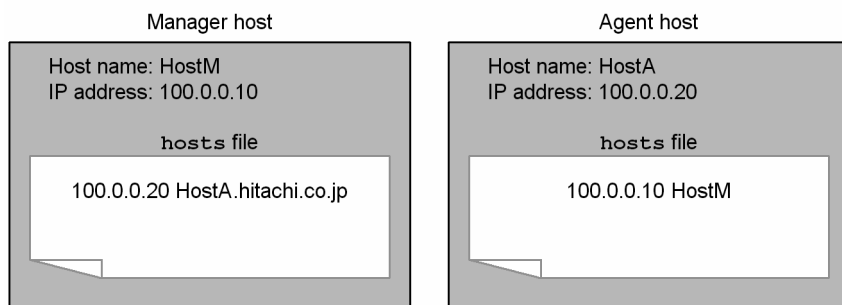 Manager host
Host name: HostM
IP address: 100.0.0.10
hosts file
100.0.0.20 HostA.hitachi.co.jp
Agent host
Host name: HostA
IP address: 100.0.0.20
hosts file
100.0.0.10 HostM